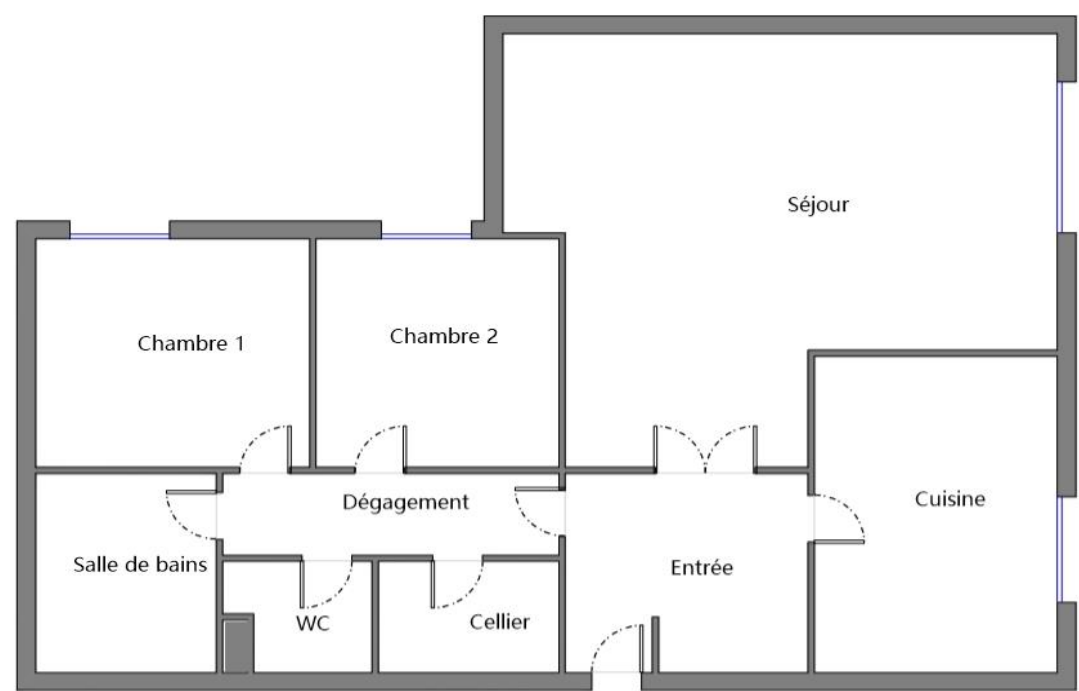 Séjour
Chambre 1
Chambre 2
Dégagement
Cuisine
Salle de bains
Entrée
WC
Cellier